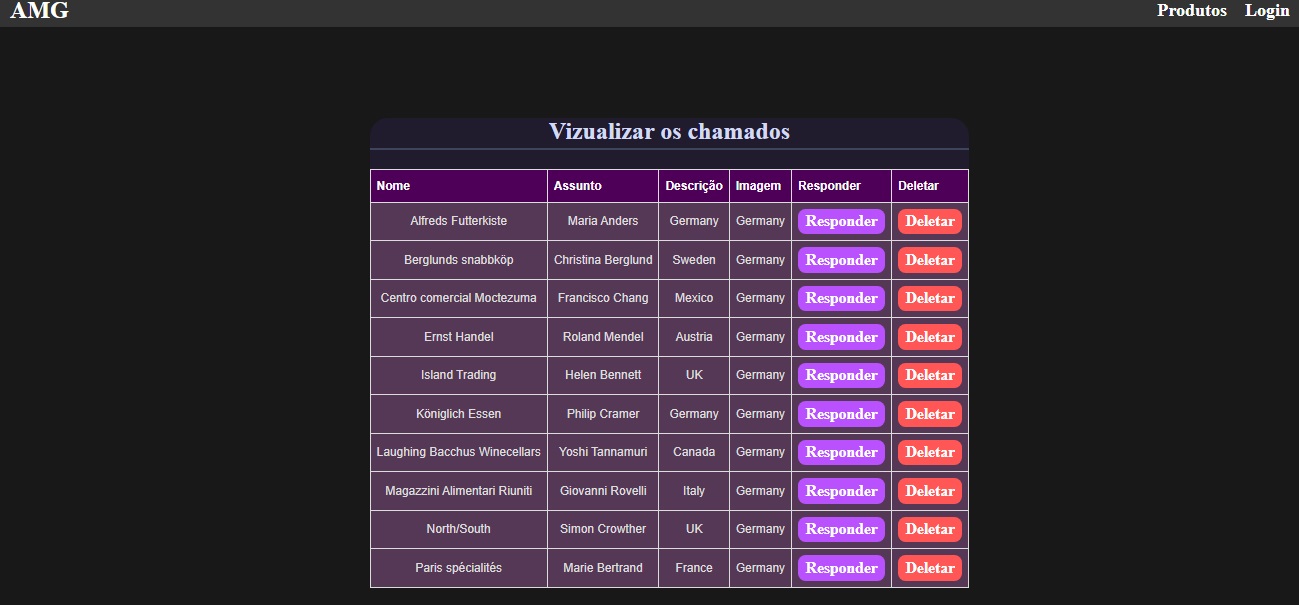 AMG Produtos Login
Vizualizar os chamados
Nome Assunto Descrição Imagem Responder Deletar
Alfreds Futterkiste Maria Anders Germany Germany Responder Deletar
Berglunds snabbköp Christina Berglund Sweden Germany Responder Deletar
Centro comercial Moctezuma Francisco Chang Mexico Germany Responder Deletar
Ernst Handel Roland Mendel Austria Germany Responder Deletar
Island Trading Helen Bennett UK Germany Responder Deletar
Königlich Essen Philip Cramer Germany Germany Responder Deletar
Laughing Bacchus Winecellars Yoshi Tannamuri Canada Germany Responder Deletar
Magazzini Alimentari Riuniti Giovanni Rovelli Italy Germany Responder Deletar
North/South Simon Crowther UK Germany Responder Deletar
Paris spécialités Marie Bertrand France Germany Responder Deletar